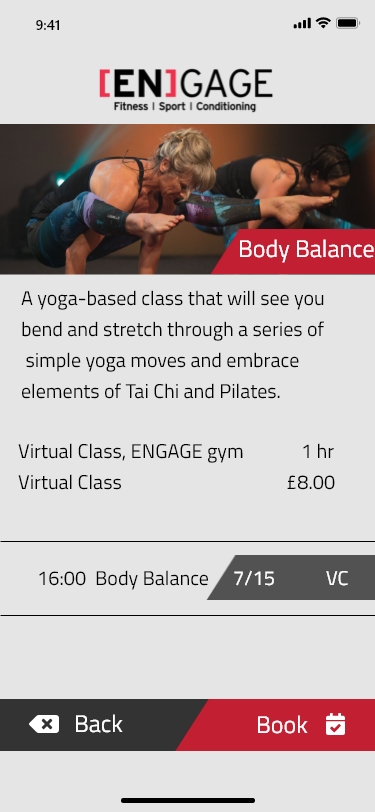 9:41
[EN]GAGE
Fitness | Sport | Conditioning
Body Balance
A yoga-based class that will see you
bend and stretch through a series of
simple yoga moves and embrace
elements of Tai Chi and Pilates.
Virtual Class, ENGAGE gym 1 hr
Virtual Class £8.00
16:00 Body Balance 7/15 VC
Back Book